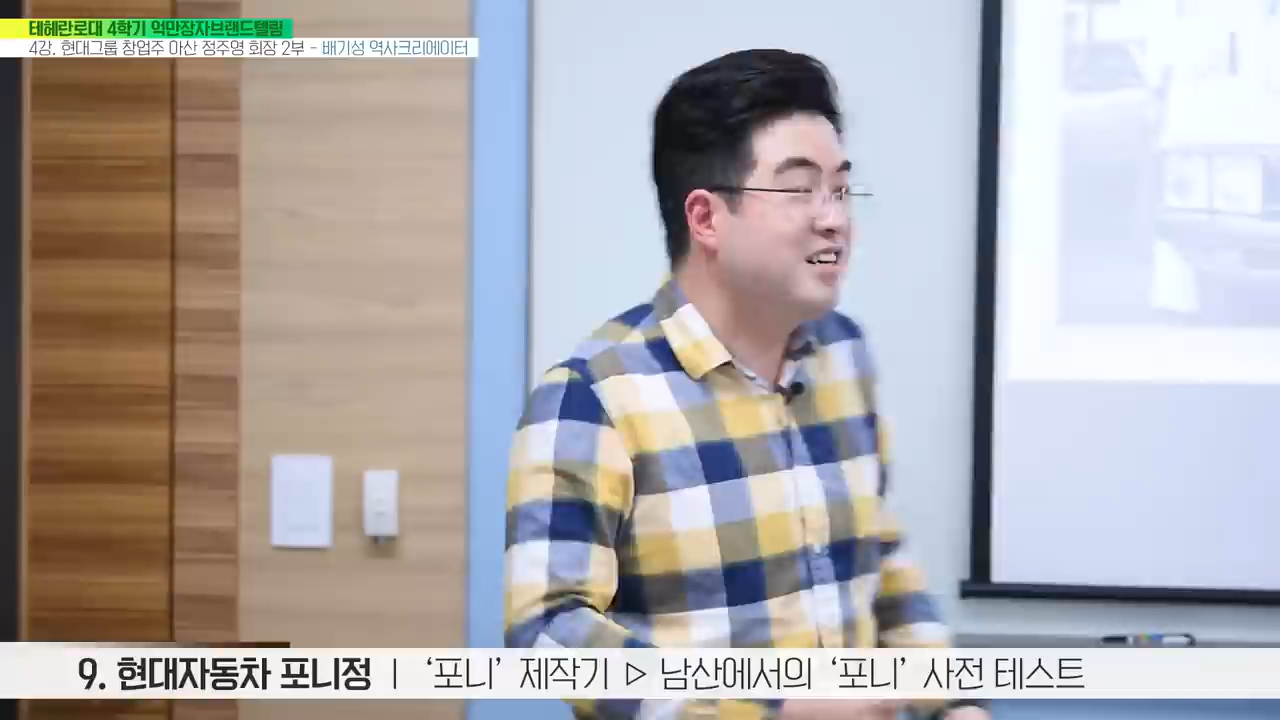 테헤란로대 4학기 억만장자브랜드텔링
4강. 현대그룹 창업주 아산 정주영 회장 2부 - 배기성 역사크리에이터
9. 현대자동차 포니정 | ‘포니’ 제작기 ▷ 남산에서의 ‘포니’ 사전 테스트